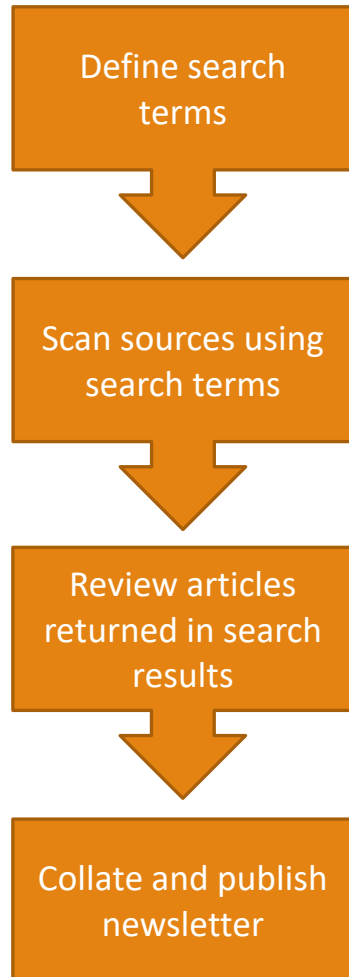 Define search
terms
Scan sources using
search terms
Review articles
returned in search
results
Collate and publish
newsletter